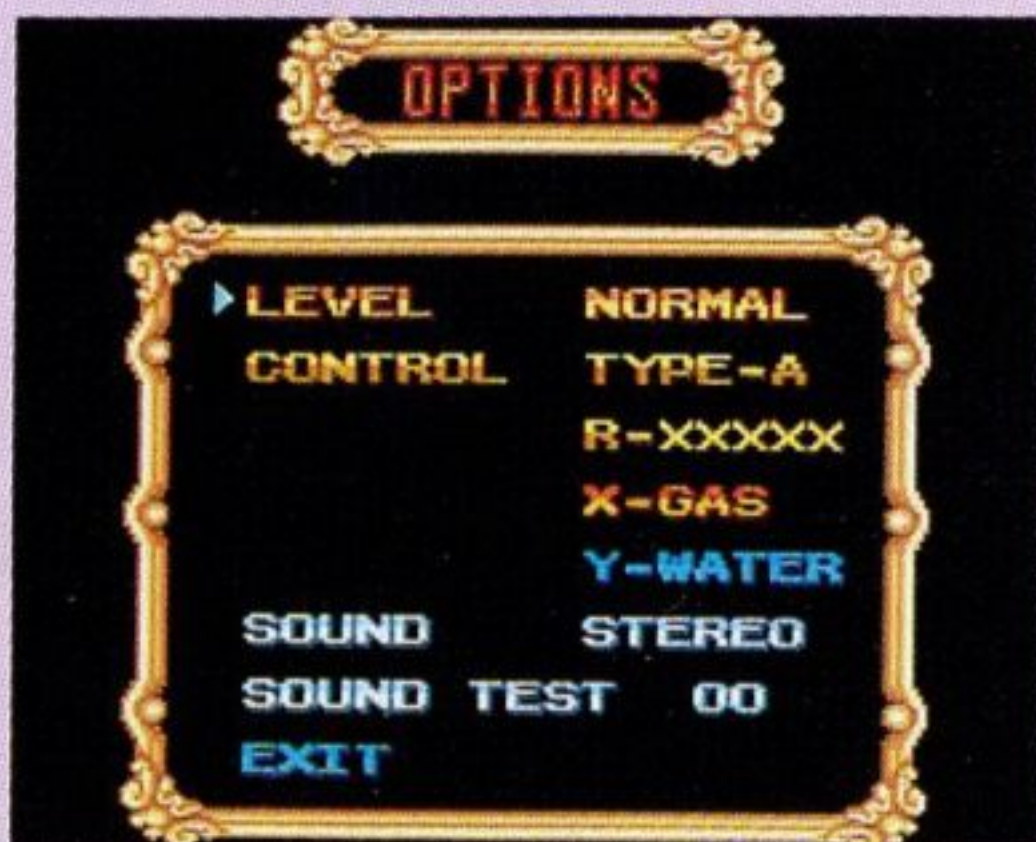 OPTIONS
LEVEL NORMAL
CONTROL TYPE-A
R-XXXXX
X-GAS
Y-WATER
SOUND STEREO
SOUND TEST 00
EXIT